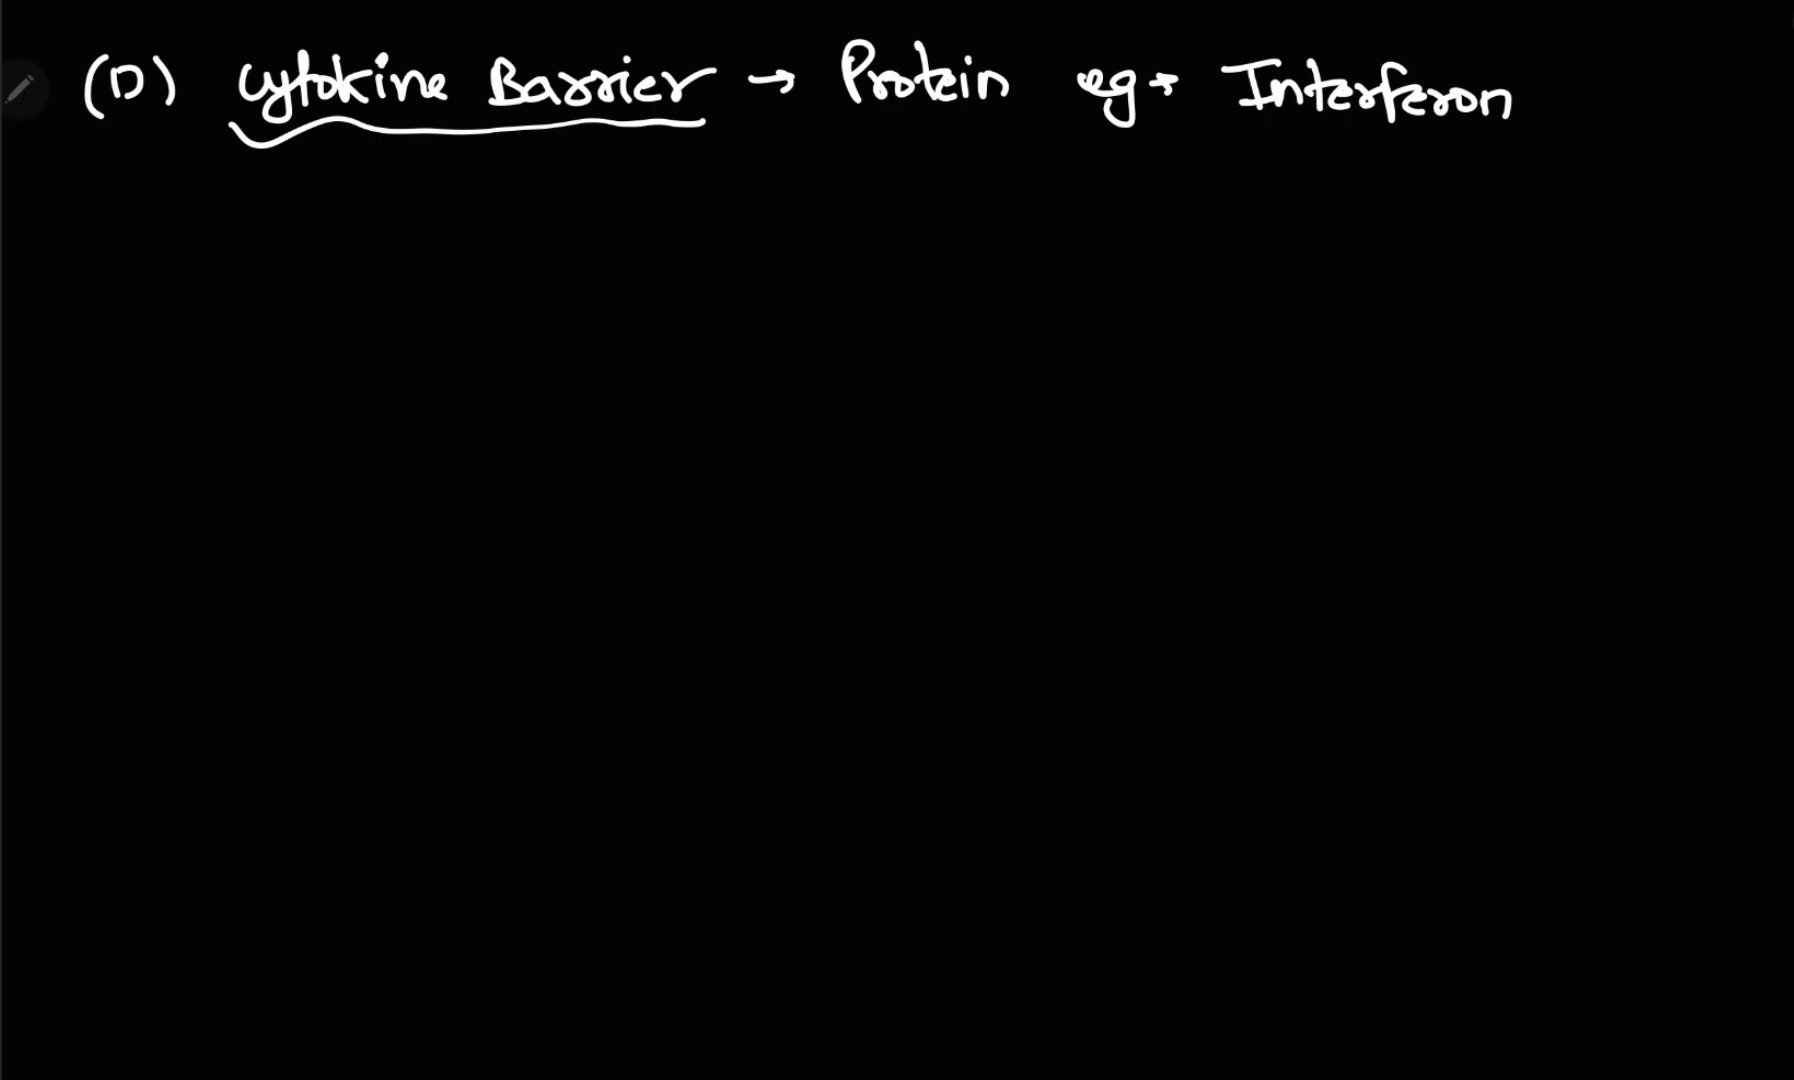 (D) Cytokine Barrier → Protein eg → Interferon